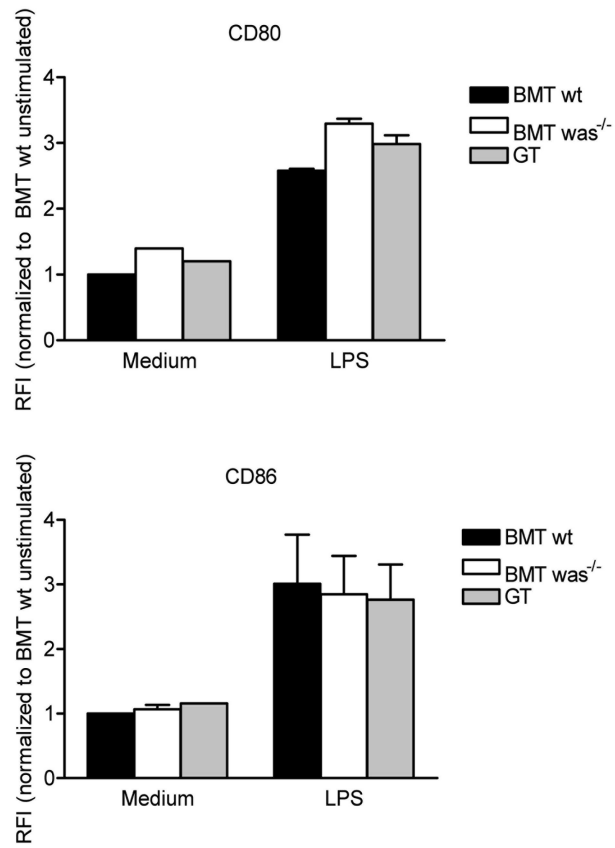 CD80
RFI (normalized to BMT wt unstimulated)
4
3
2
1
0
Medium
LPS
BMT wt
BMT was-/-
GT
CD86
RFI (normalized to BMT wt unstimulated)
4
3
2
1
0
Medium
LPS
BMT wt
BMT was-/-
GT